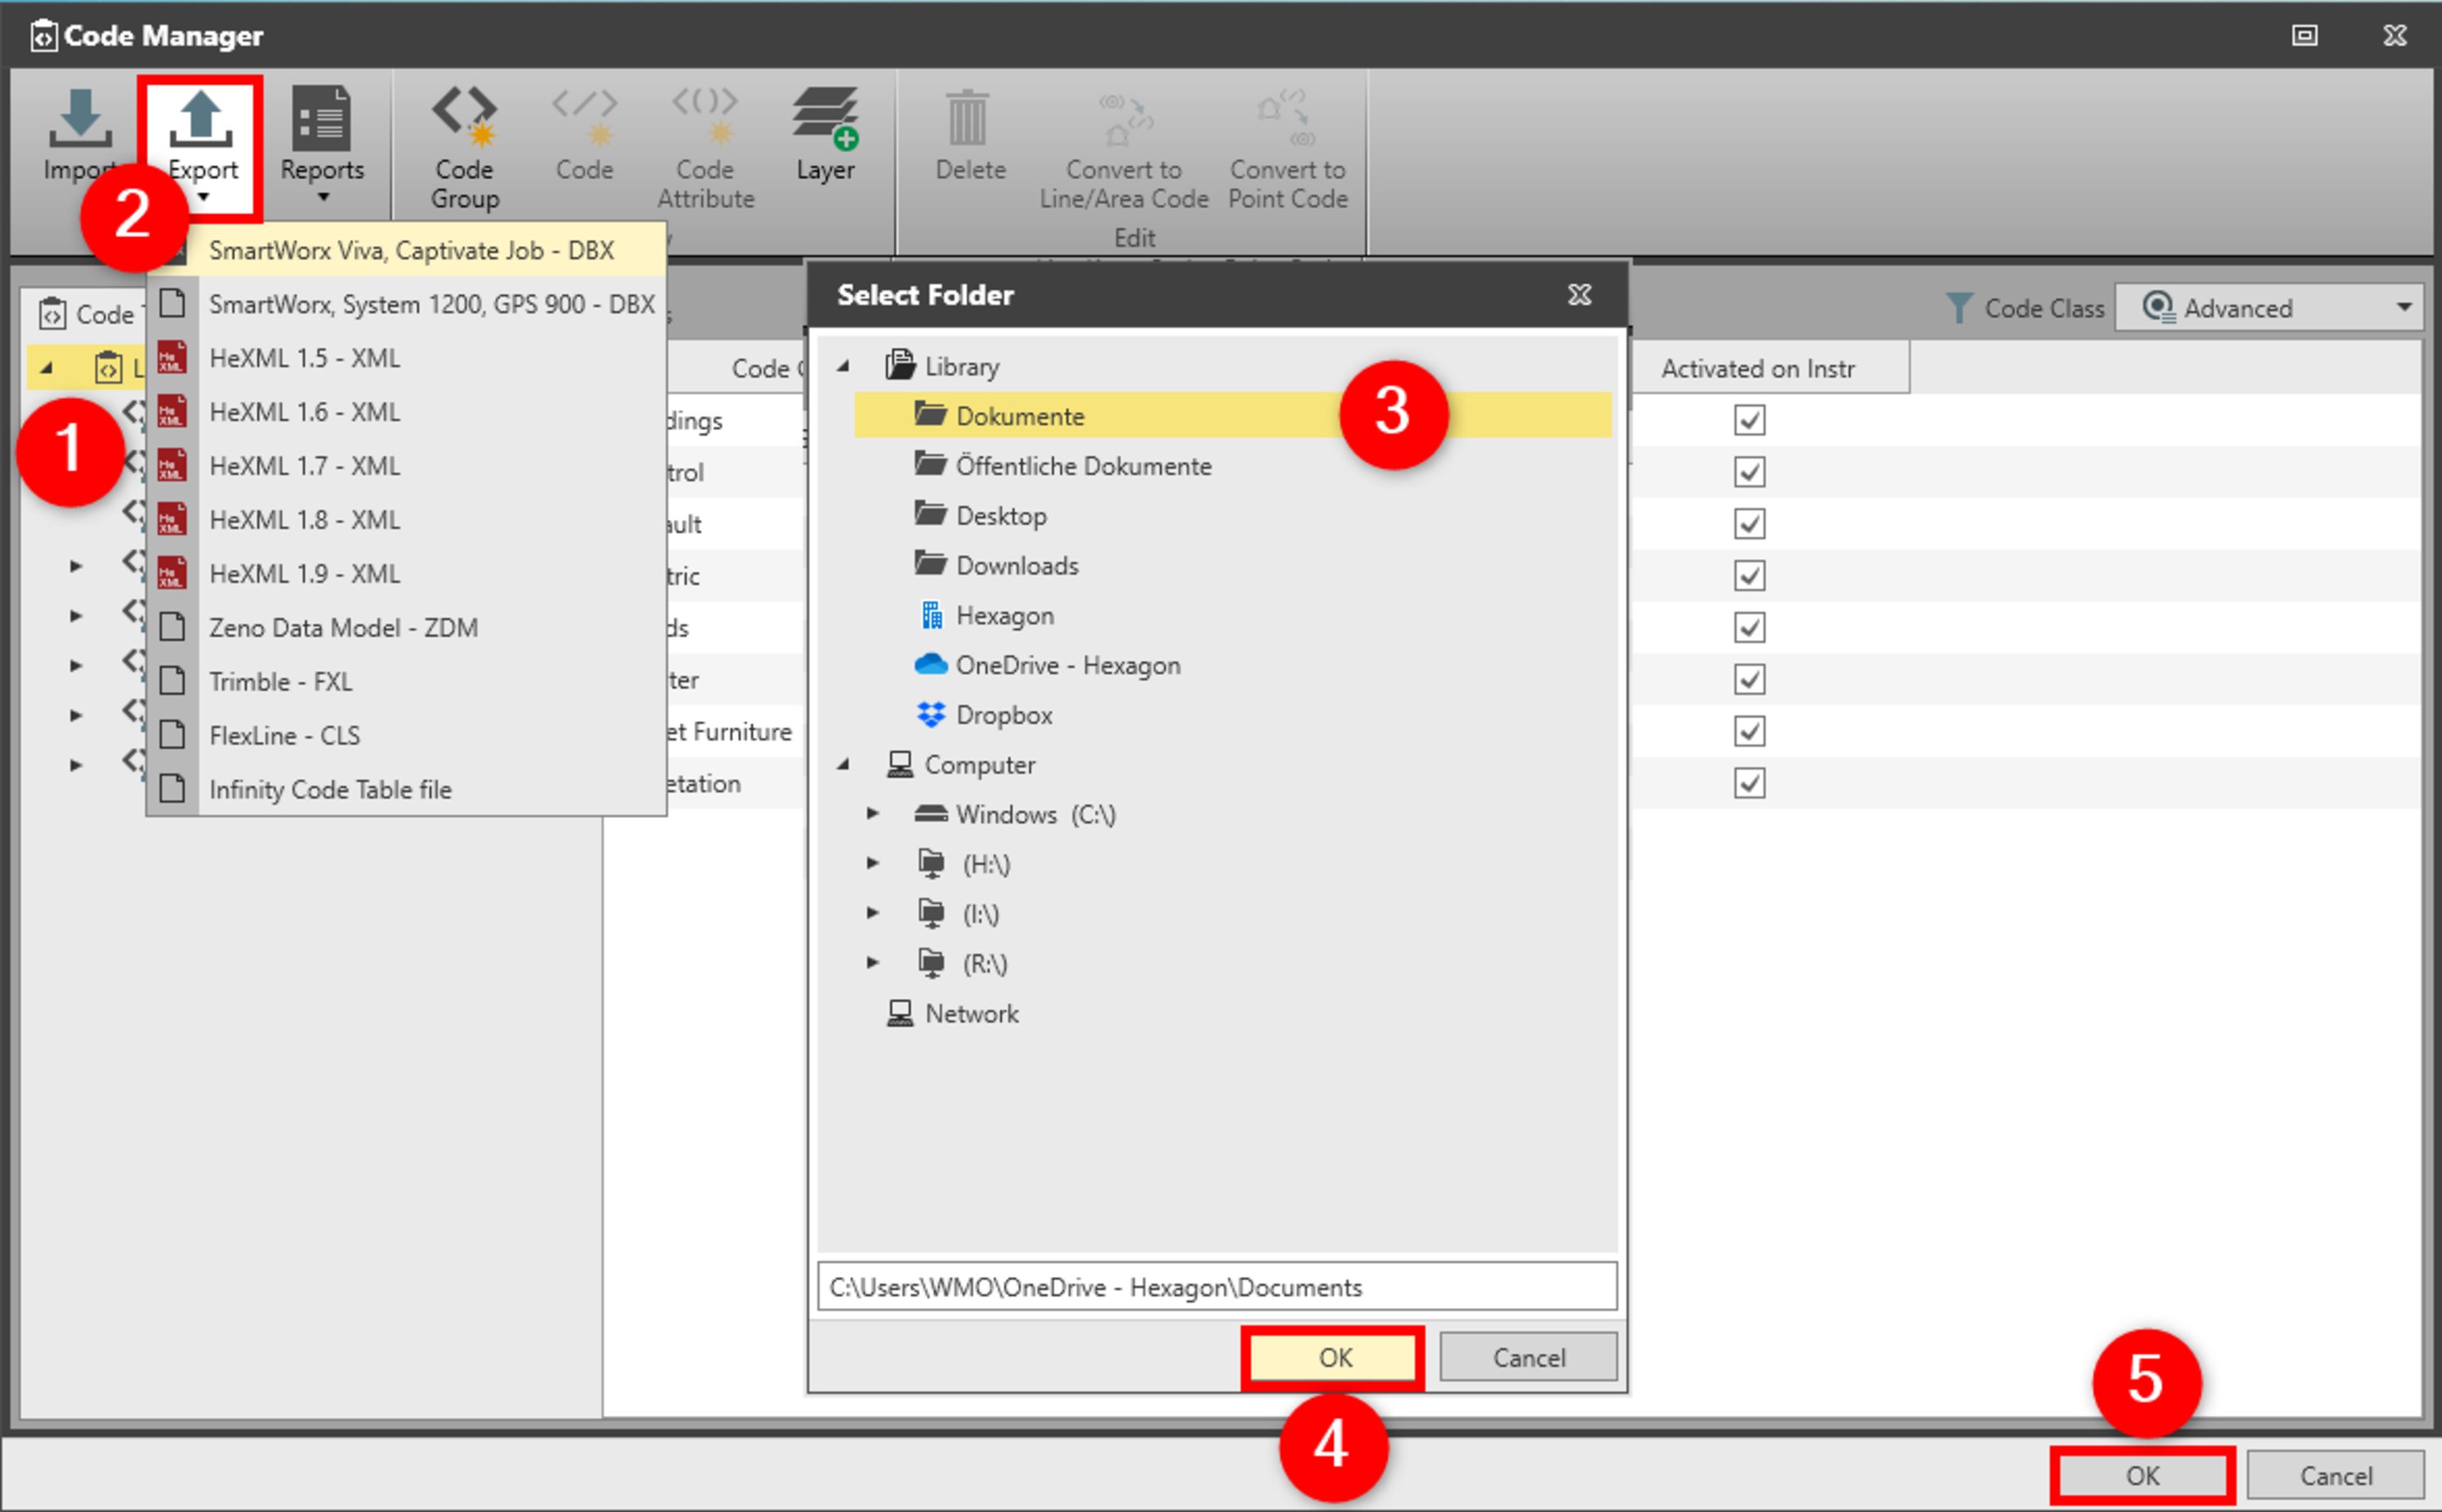 Code Manager
Import
Export
Reports
Code
Group
Code
Code
Attribute
Layer
Delete
Convert to
Line/Area Code
Convert to
Point Code
Edit
2
SmartWorx Viva, Captivate Job - DBX
SmartWorx, System 1200, GPS 900 - DBX
HeXML 1.5 - XML
HeXML 1.6 - XML
HeXML 1.7 - XML
HeXML 1.8 - XML
HeXML 1.9 - XML
Zeno Data Model - ZDM
Trimble - FXL
FlexLine - CLS
Infinity Code Table file
Code
1
Code Class
Advanced
Code
Activated on Instr
dings
trol
ault
tric
ds
ter
et Furniture
etation
Select Folder
Library
Dokumente
3
Öffentliche Dokumente
Desktop
Downloads
Hexagon
OneDrive - Hexagon
Dropbox
Computer
Windows (C:\)
(H:\)
(I:\)
(R:\)
Network
C:\Users\WMO\OneDrive - Hexagon\Documents
OK
Cancel
4
5
OK
Cancel